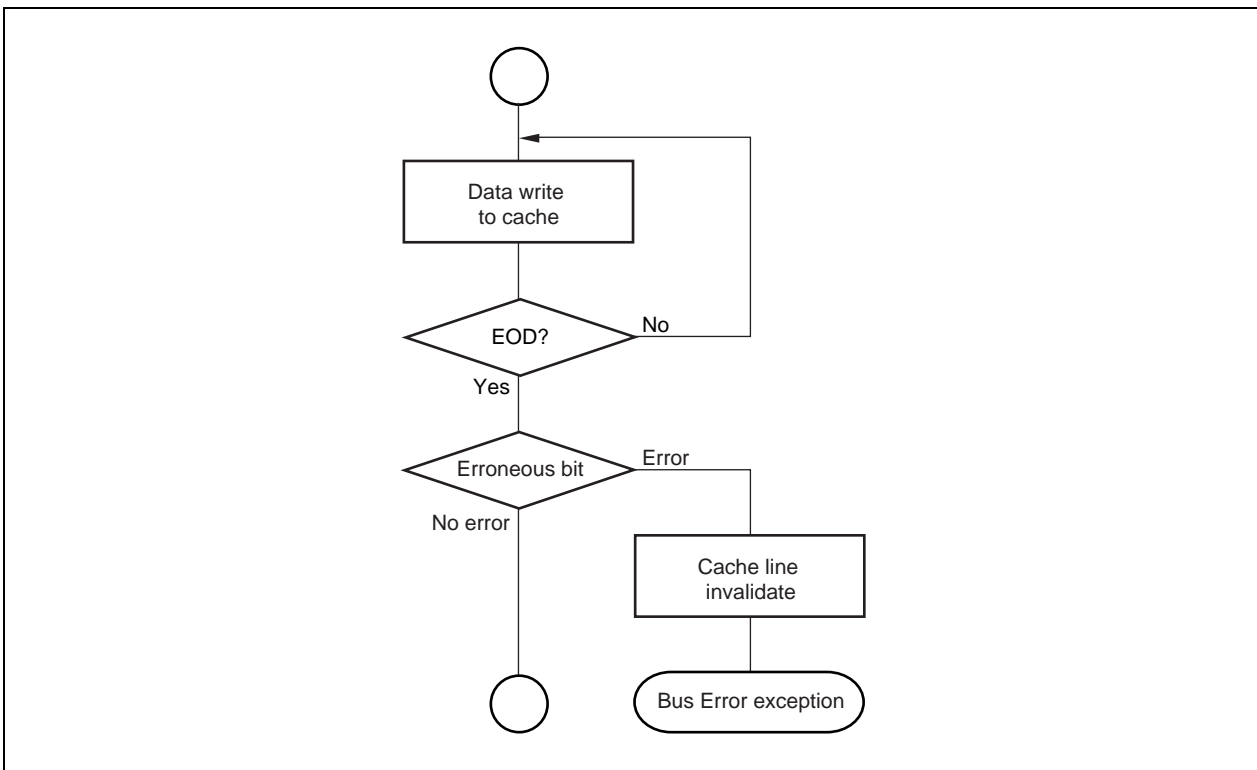 Data write
to cache
EOD?
No
Yes
Erroneous bit
Error
No error
Cache line
invalidate
Bus Error exception